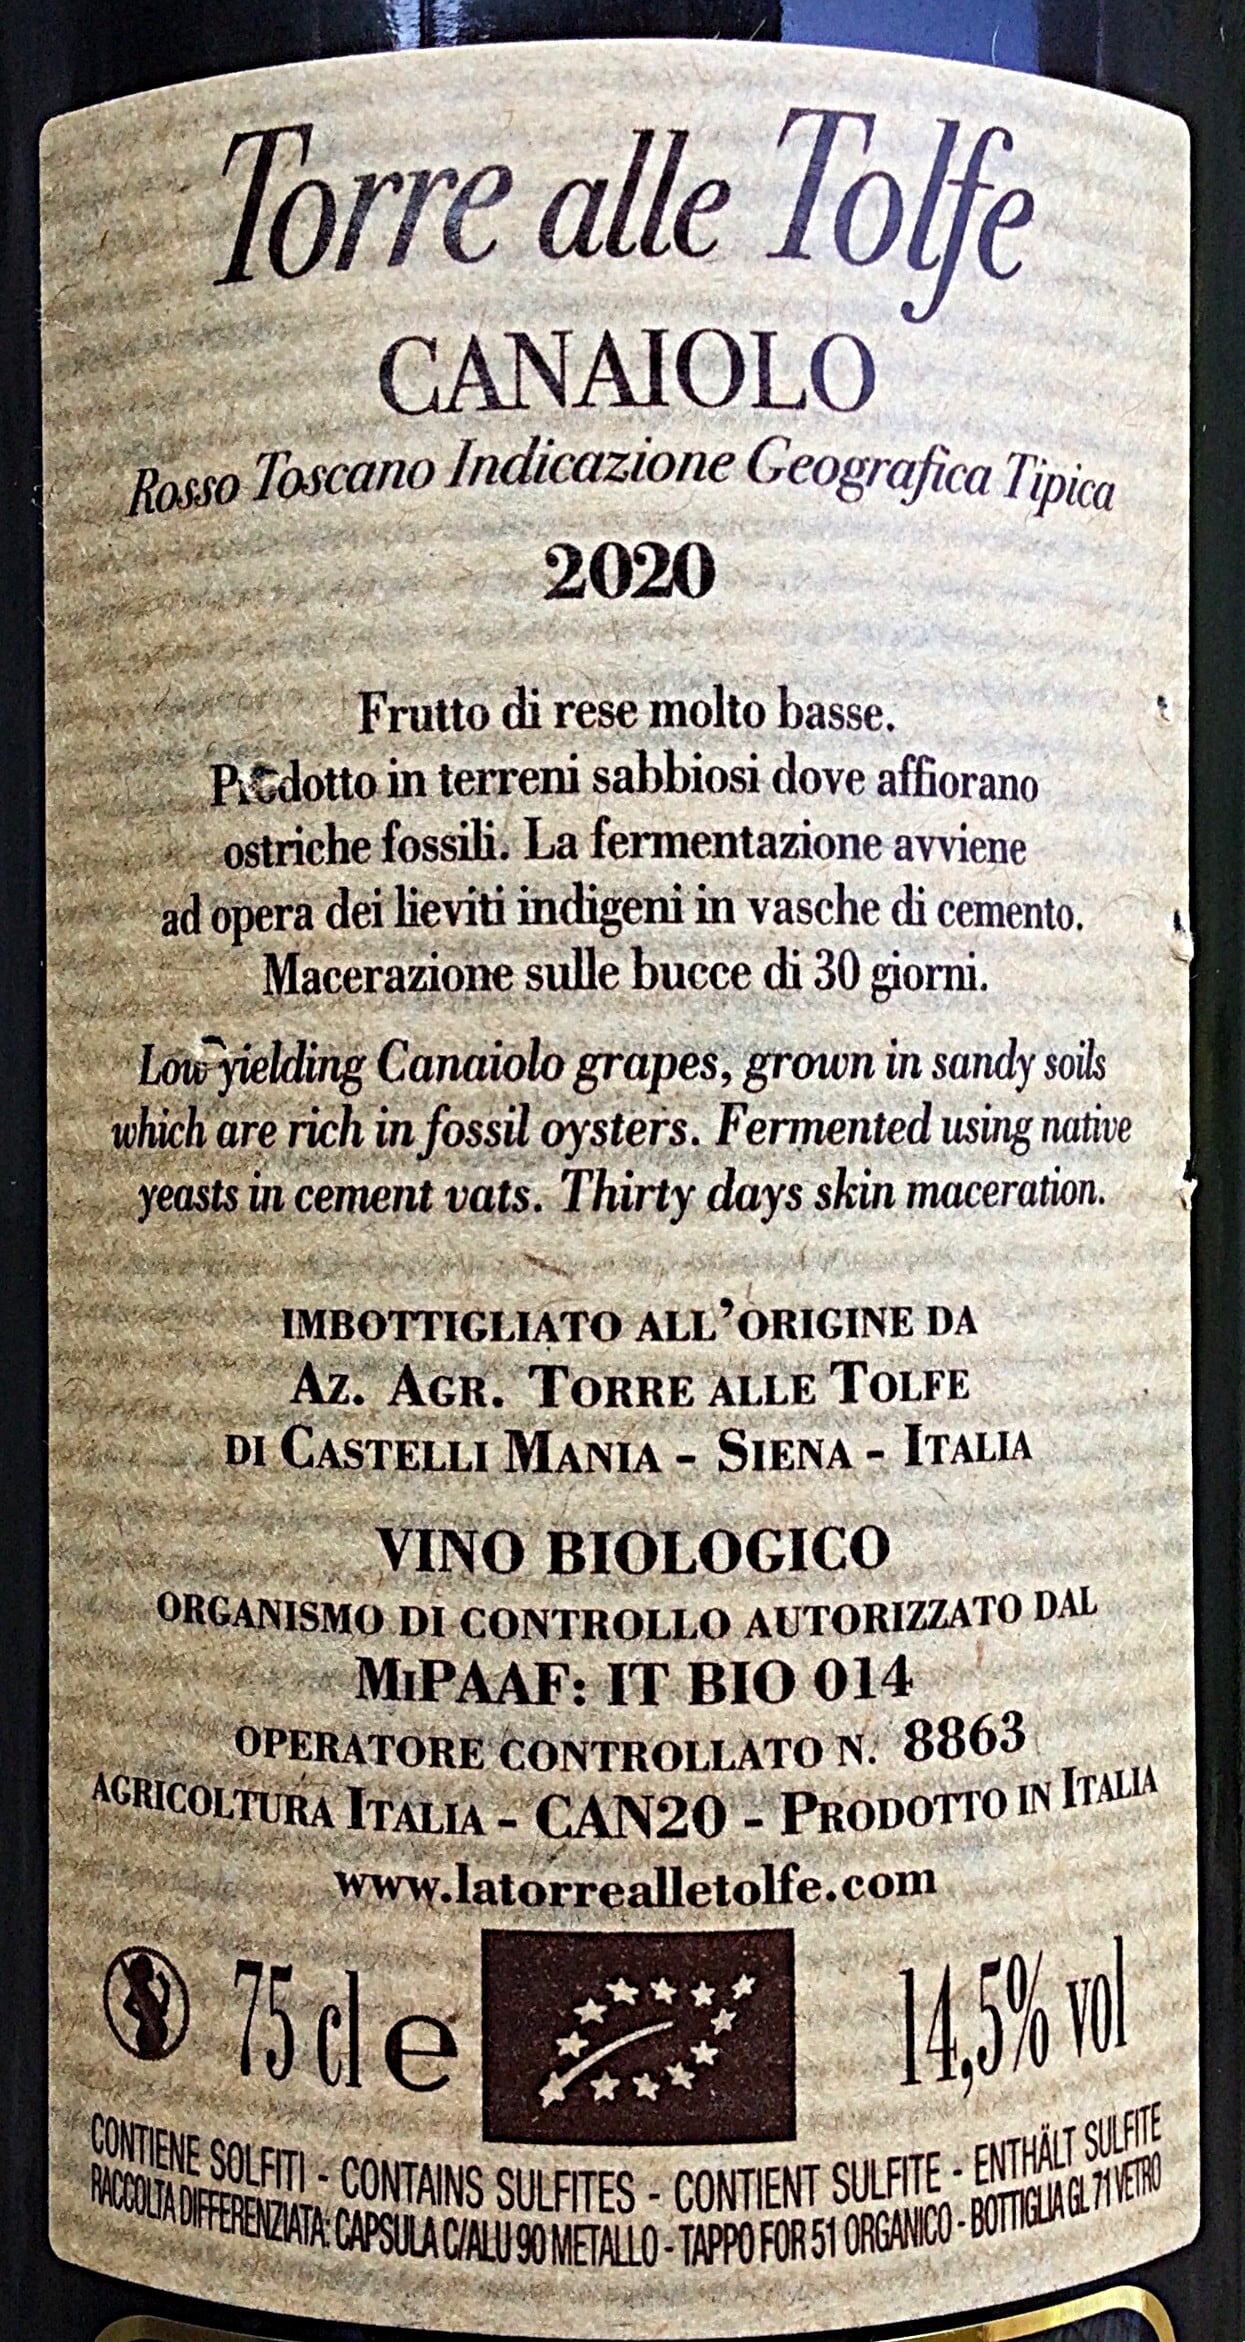 Torre alle Tolfe
CANAIOLO
Rosso Toscano Indicazione Geografica Tipica
2020
Frutto di rese molto basse.
Prodotto in terreni sabbiosi dove affiorano
ostriche fossili. La fermentazione avviene
ad opera dei lieviti indigeni in vasche di cemento.
Macerazione sulle bucce di 30 giorni.
Low yielding Canaiolo grapes, grown in sandy soils
which are rich in fossil oysters. Fermented using native
yeasts in cement vats. Thirty days skin maceration.
IMBOTTIGLIATO ALL'ORIGINE DA
AZ. AGR. TORRE ALLE TOLFE
DI CASTELLI MANIA - SIENA - ITALIA
VINO BIOLOGICO
ORGANISMO DI CONTROLLO AUTORIZZATO DAL
MiPAAF: IT BIO 014
OPERATORE CONTROLLATO N. 8863
AGRICOLTURA ITALIA - CAN20 - PRODOTTO IN ITALIA
www.latorrealletolfe.com
75 cl e 14,5% vol
CONTIENE SOLFITI - CONTAINS SULFITES - CONTIENT SULFITE - ENTHÄLT SULFITE
RACCOLTA DIFFERENZIATA: CAPSULA C/ALU 90 METALLO - TAPPO FOR 51 ORGANICO - BOTTIGLIA GL 71 VETRO